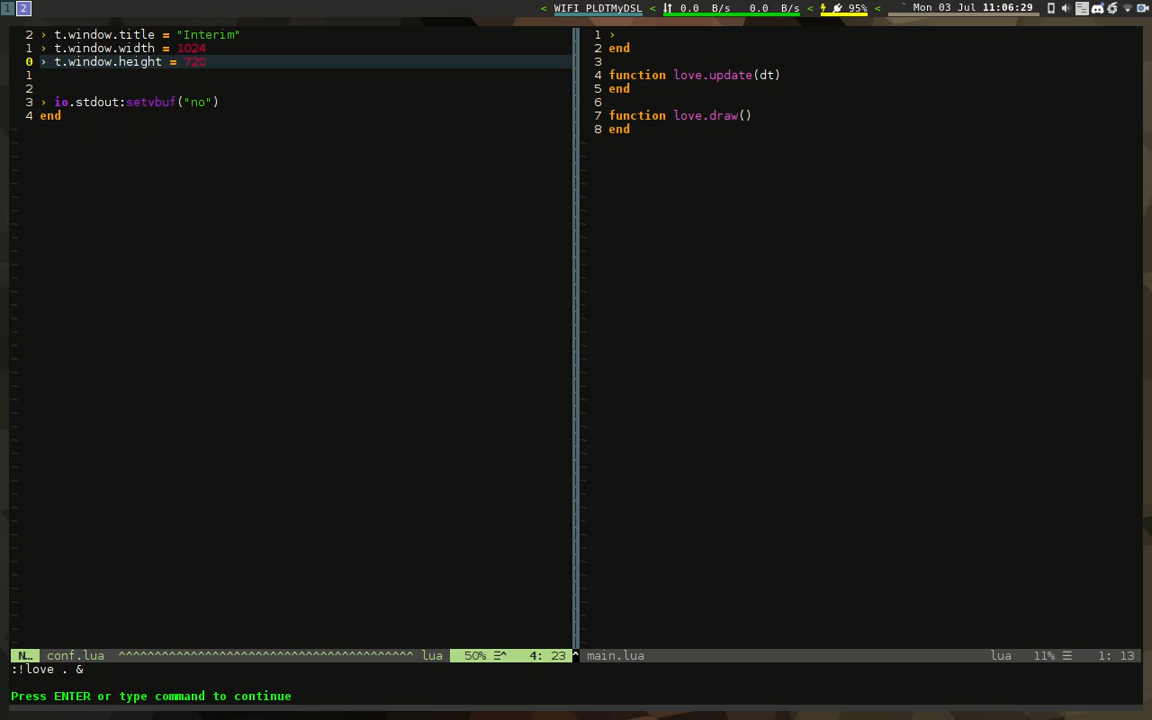 1 2 < WIFI PLDTMyDSL < 0.0 B/s 0.0 B/s < 95% < Mon 03 Jul 11:06:29
2 › t.window.title = "Interim"
1 › t.window.width = 1024
0 › t.window.height = 720
1
2
3 › io.stdout:setvbuf("no")
4 end
1 ›
2 end
3
4 function love.update(dt)
5 end
6
7 function love.draw()
8 end
N… conf.lua ^^^^^^^^^^^^^^^^^^^^^^^^^^^^^^^^^^^^^^^^^ lua 50% ☰^ 4: 23 ^ main.lua lua 11% ☰ 1: 13
:!love . &
Press ENTER or type command to continue